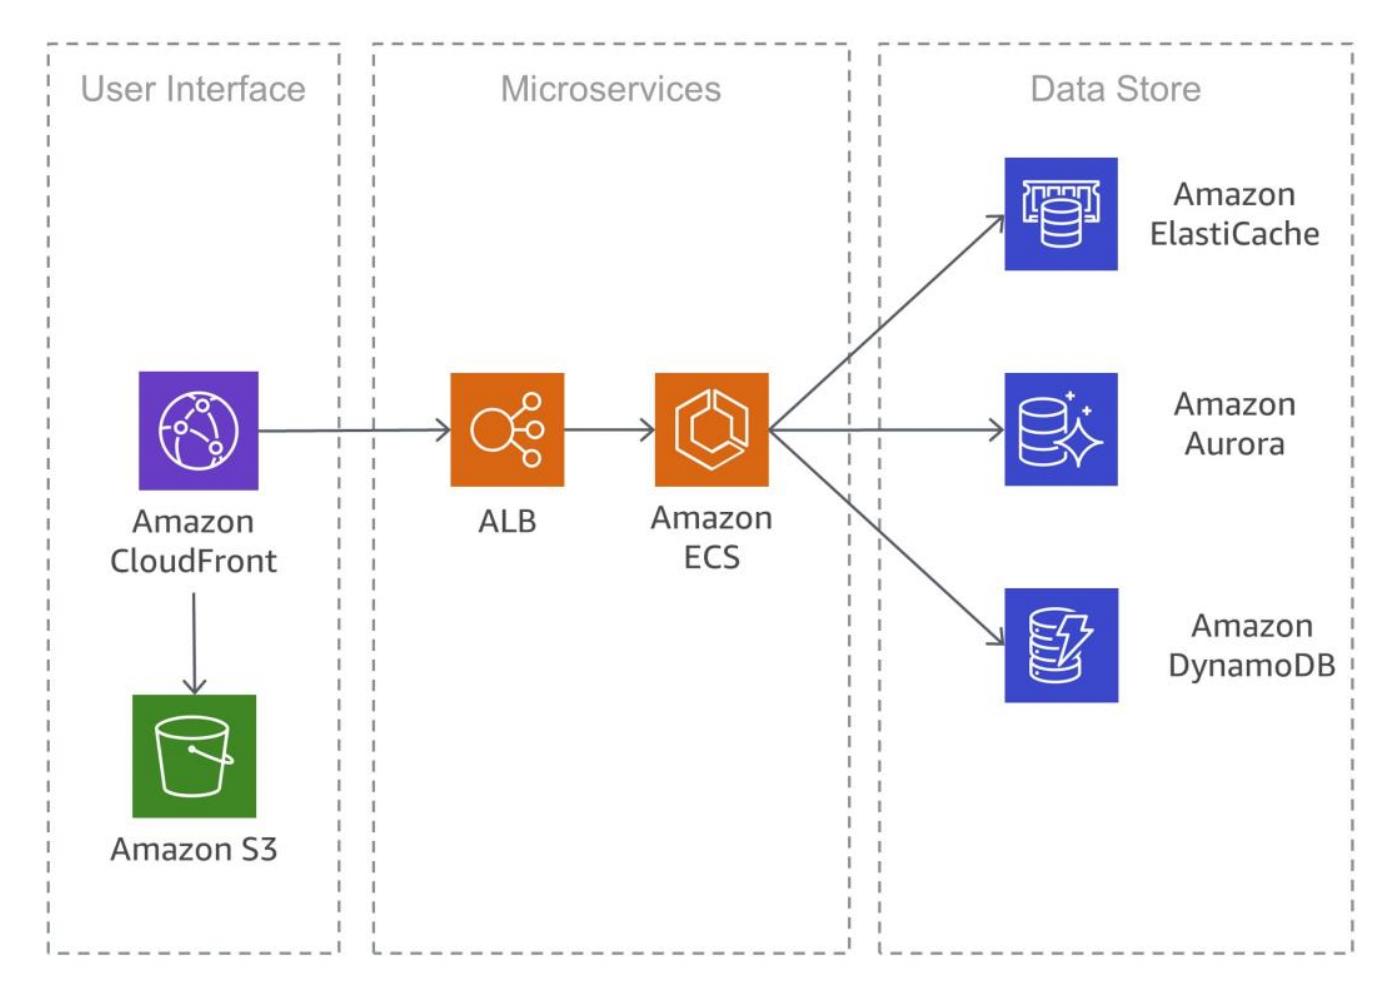 User Interface
Microservices
Data Store
Amazon
CloudFront
Amazon S3
ALB
Amazon
ECS
Amazon
ElastiCache
Amazon
Aurora
Amazon
DynamoDB